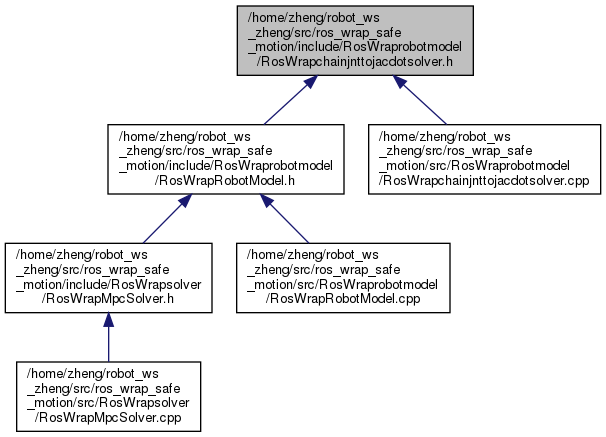 /home/zheng/robot_ws
_zheng/src/ros_wrap_safe
_motion/include/RosWraprobotmodel
/RosWrapchainjnttojacdotsolver.h
/home/zheng/robot_ws
_zheng/src/ros_wrap_safe
_motion/include/RosWraprobotmodel
/RosWrapRobotModel.h
/home/zheng/robot_ws
_zheng/src/ros_wrap_safe
_motion/src/RosWraprobotmodel
/RosWrapchainjnttojacdotsolver.cpp
/home/zheng/robot_ws
_zheng/src/ros_wrap_safe
_motion/include/RosWrapsolver
/RosWrapMpcSolver.h
/home/zheng/robot_ws
_zheng/src/ros_wrap_safe
_motion/src/RosWraprobotmodel
/RosWrapRobotModel.cpp
/home/zheng/robot_ws
_zheng/src/ros_wrap_safe
_motion/src/RosWrapsolver
/RosWrapMpcSolver.cpp